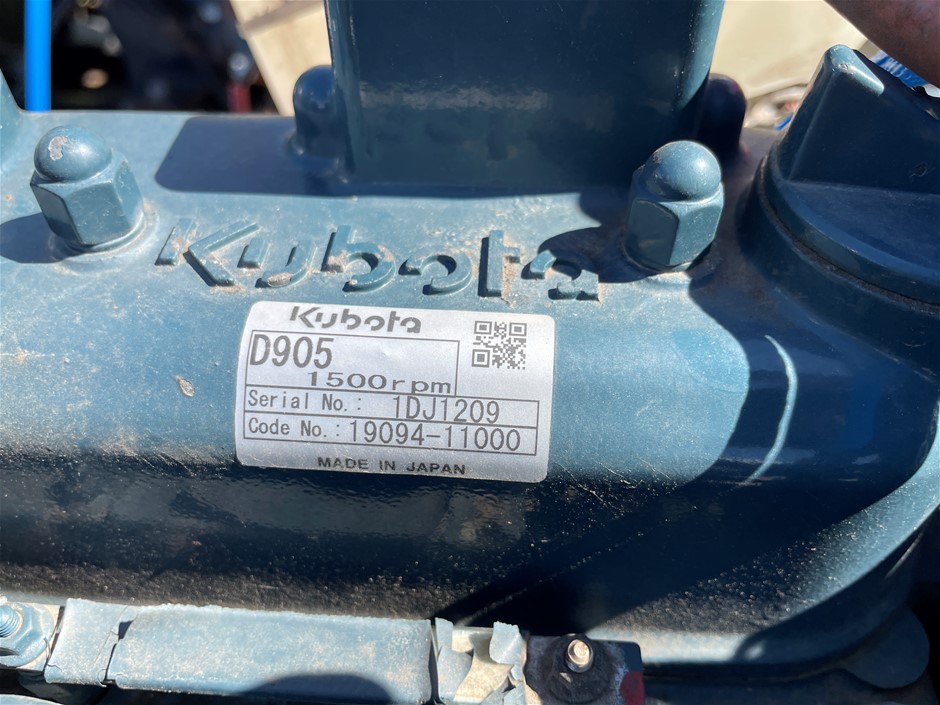 Kubota
Kubota
D905
1500rpm
Serial No.: 1DJ1209
Code No.: 19094-11000
MADE IN JAPAN